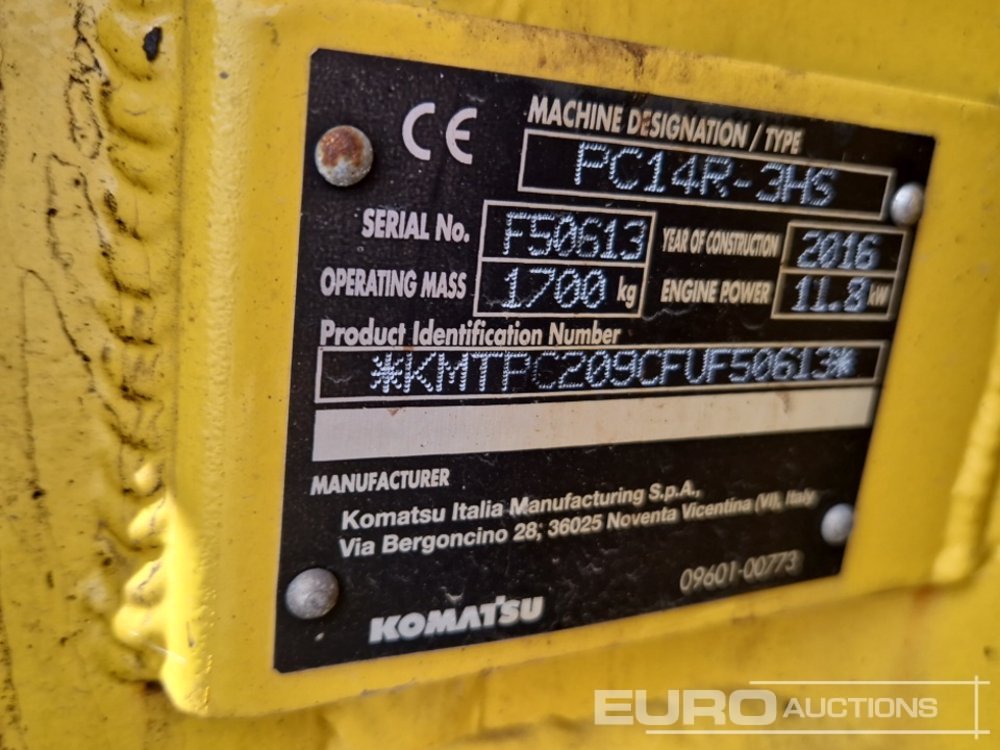 CE
MACHINE DESIGNATION / TYPE
PC14R-3HS
SERIAL No. F50613 YEAR OF CONSTRUCTION 2016
OPERATING MASS 1700 kg ENGINE POWER 11.8 kW
Product Identification Number
*KMTPC209CFVF50613*
MANUFACTURER
Komatsu Italia Manufacturing S.p.A.,
Via Bergoncino 28; 36025 Noventa Vicentina (VI), Italy
09601-00773
KOMATSU
EURO AUCTIONS